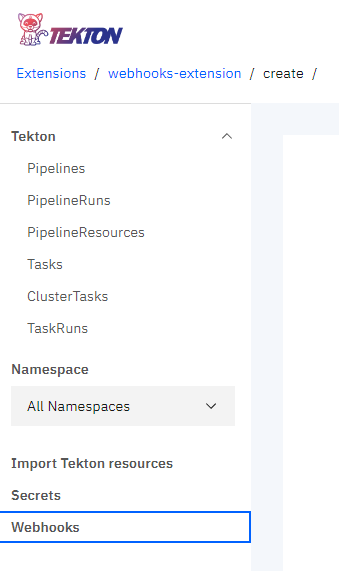 TEKTON
Extensions / webhooks-extension / create /
Tekton
Pipelines
PipelineRuns
PipelineResources
Tasks
ClusterTasks
TaskRuns
Namespace
All Namespaces
Import Tekton resources
Secrets
Webhooks